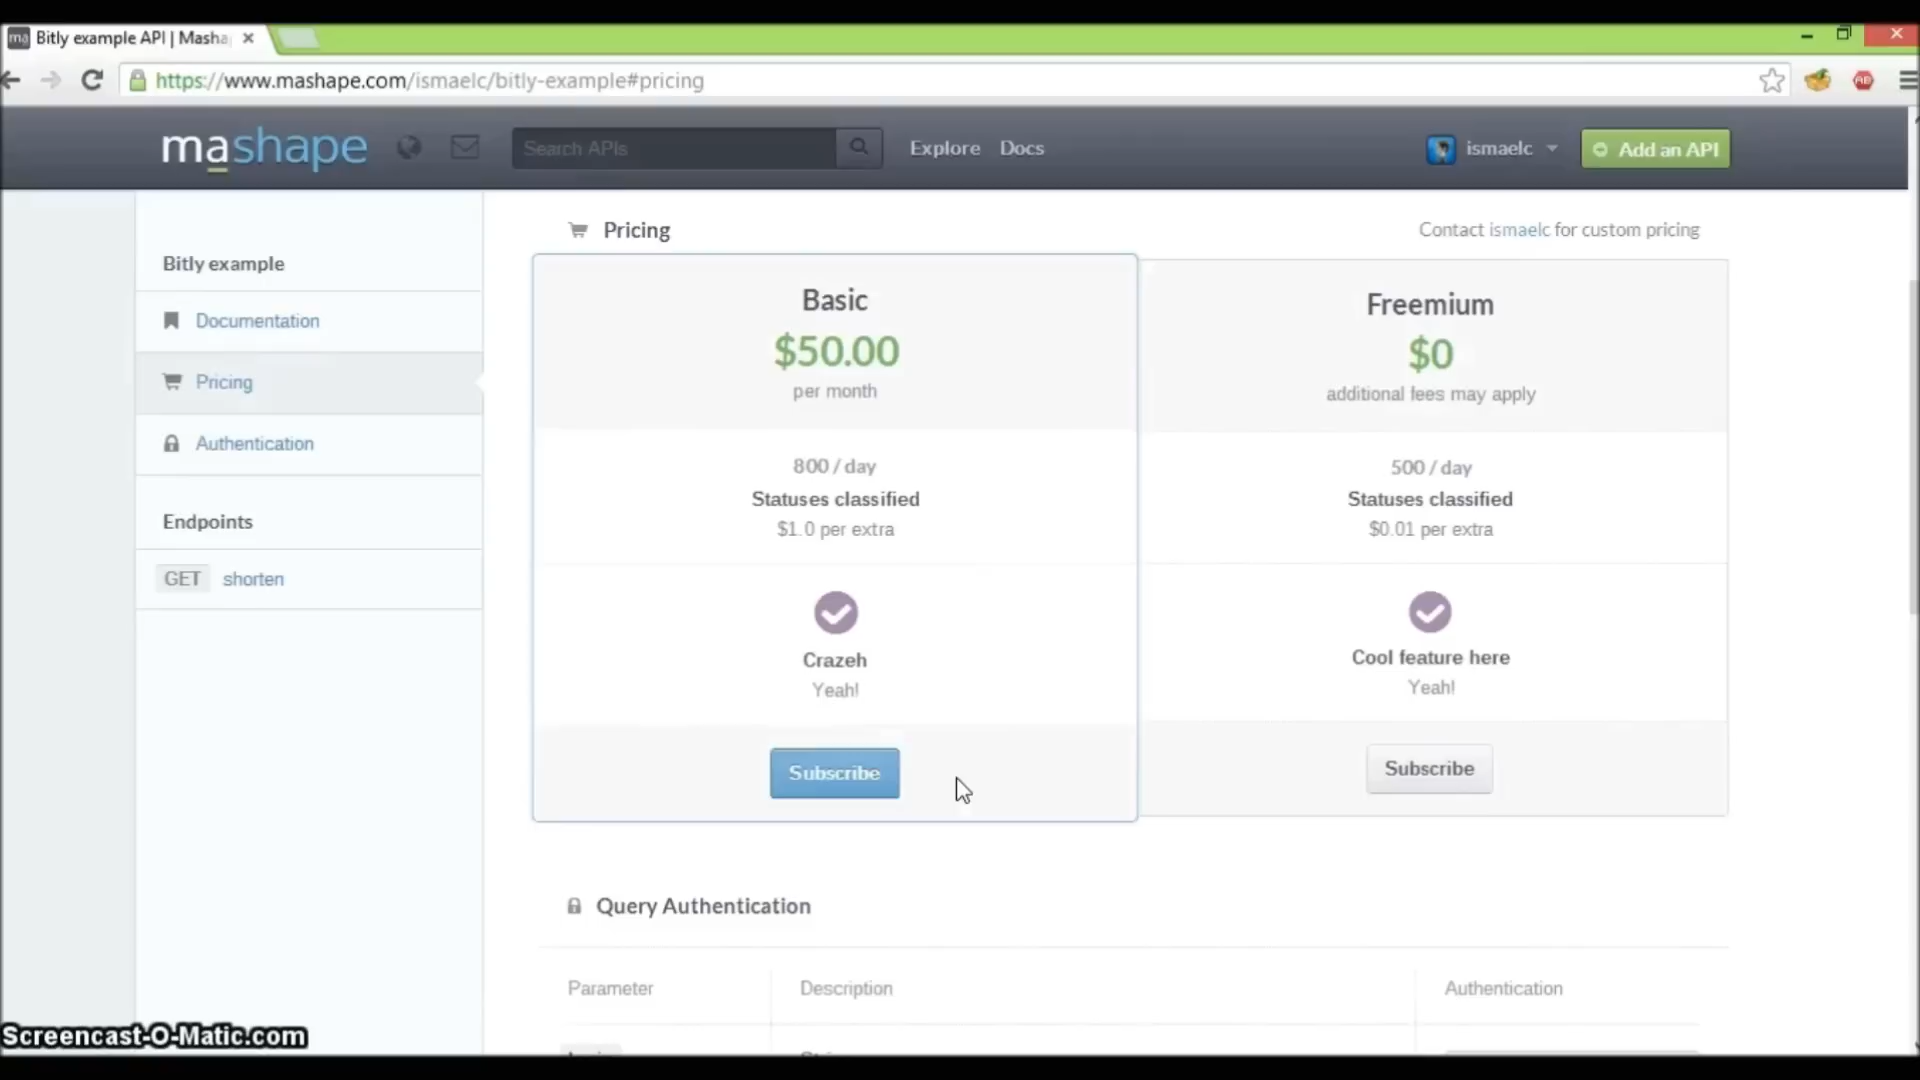 Bitly example API | Masha
https://www.mashape.com/ismaelc/bitly-example#pricing
mashape
Search APIs
Explore
Docs
ismaelc
Add an API
Bitly example
Documentation
Pricing
Authentication
Endpoints
GET shorten
Pricing
Contact ismaelc for custom pricing
Basic
$50.00
per month
800 / day
Statuses classified
$1.0 per extra
Crazeh
Yeah!
Subscribe
Freemium
$0
additional fees may apply
500 / day
Statuses classified
$0.01 per extra
Cool feature here
Yeah!
Subscribe
Query Authentication
Parameter
Description
Authentication
Screencast-O-Matic.com